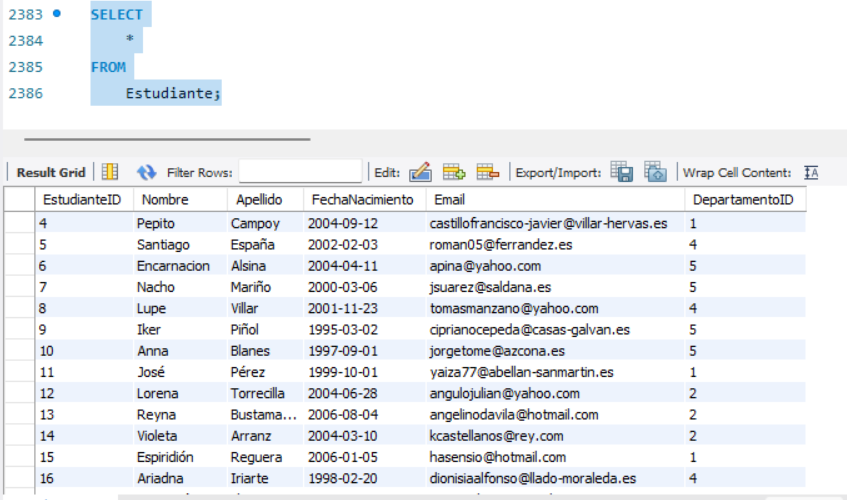 2383 SELECT
2384 *
2385 FROM
2386 Estudiante;
Result Grid Filter Rows: Edit: Export/Import: Wrap Cell Content: IA
EstudianteID Nombre Apellido FechaNacimiento Email DepartamentoID
4 Pepito Campoy 2004-09-12 castillofrancisco-javier@villar-hervas.es 1
5 Santiago España 2002-02-03 roman05@ferrandez.es 4
6 Encarnacion Alsina 2004-04-11 apina@yahoo.com 5
7 Nacho Mariño 2000-03-06 jsuarez@saldana.es 5
8 Lupe Villar 2001-11-23 tomasmanzano@yahoo.com 4
9 Iker Piñol 1995-03-02 ciprianocepeda@casas-galvan.es 5
10 Anna Blanes 1997-09-01 jorgetome@azcona.es 5
11 José Pérez 1999-10-01 yaiza77@abellan-sanmartin.es 1
12 Lorena Torrecilla 2004-06-28 angulojulian@yahoo.com 2
13 Reyna Bustama... 2006-08-04 angelinodavila@hotmail.com 2
14 Violeta Arranz 2004-03-10 kcastellanos@rey.com 2
15 Espiridión Reguera 2006-01-05 hasensio@hotmail.com 1
16 Ariadna Iriarte 1998-02-20 dionisiaalfonso@llado-moraleda.es 4